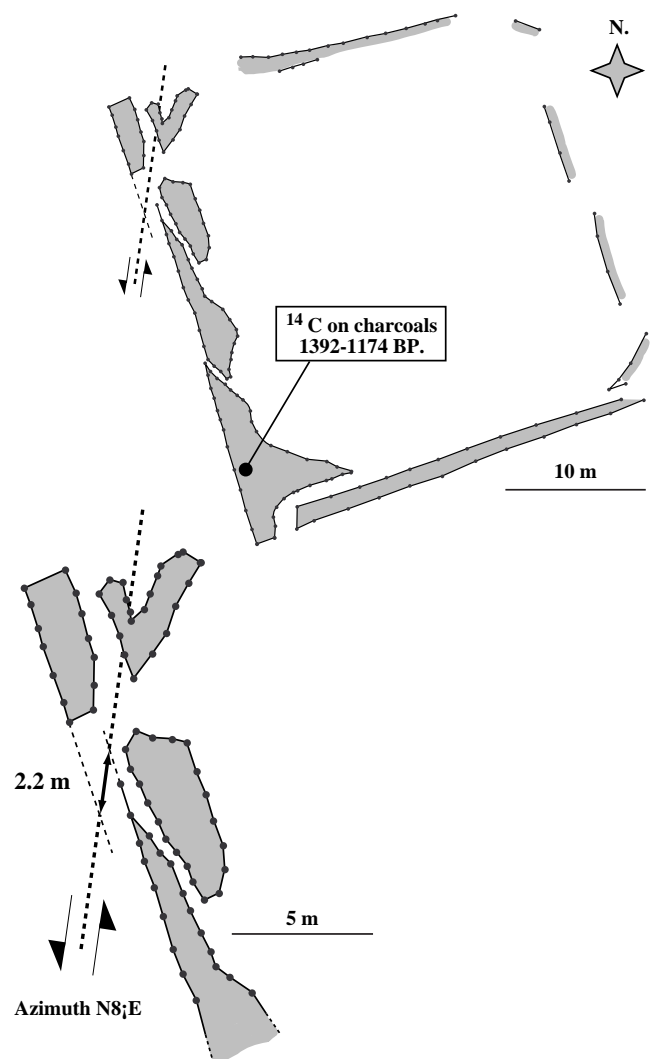 N.
14 C on charcoals
1392-1174 BP.
10 m
2.2 m
5 m
Azimuth N8¡E